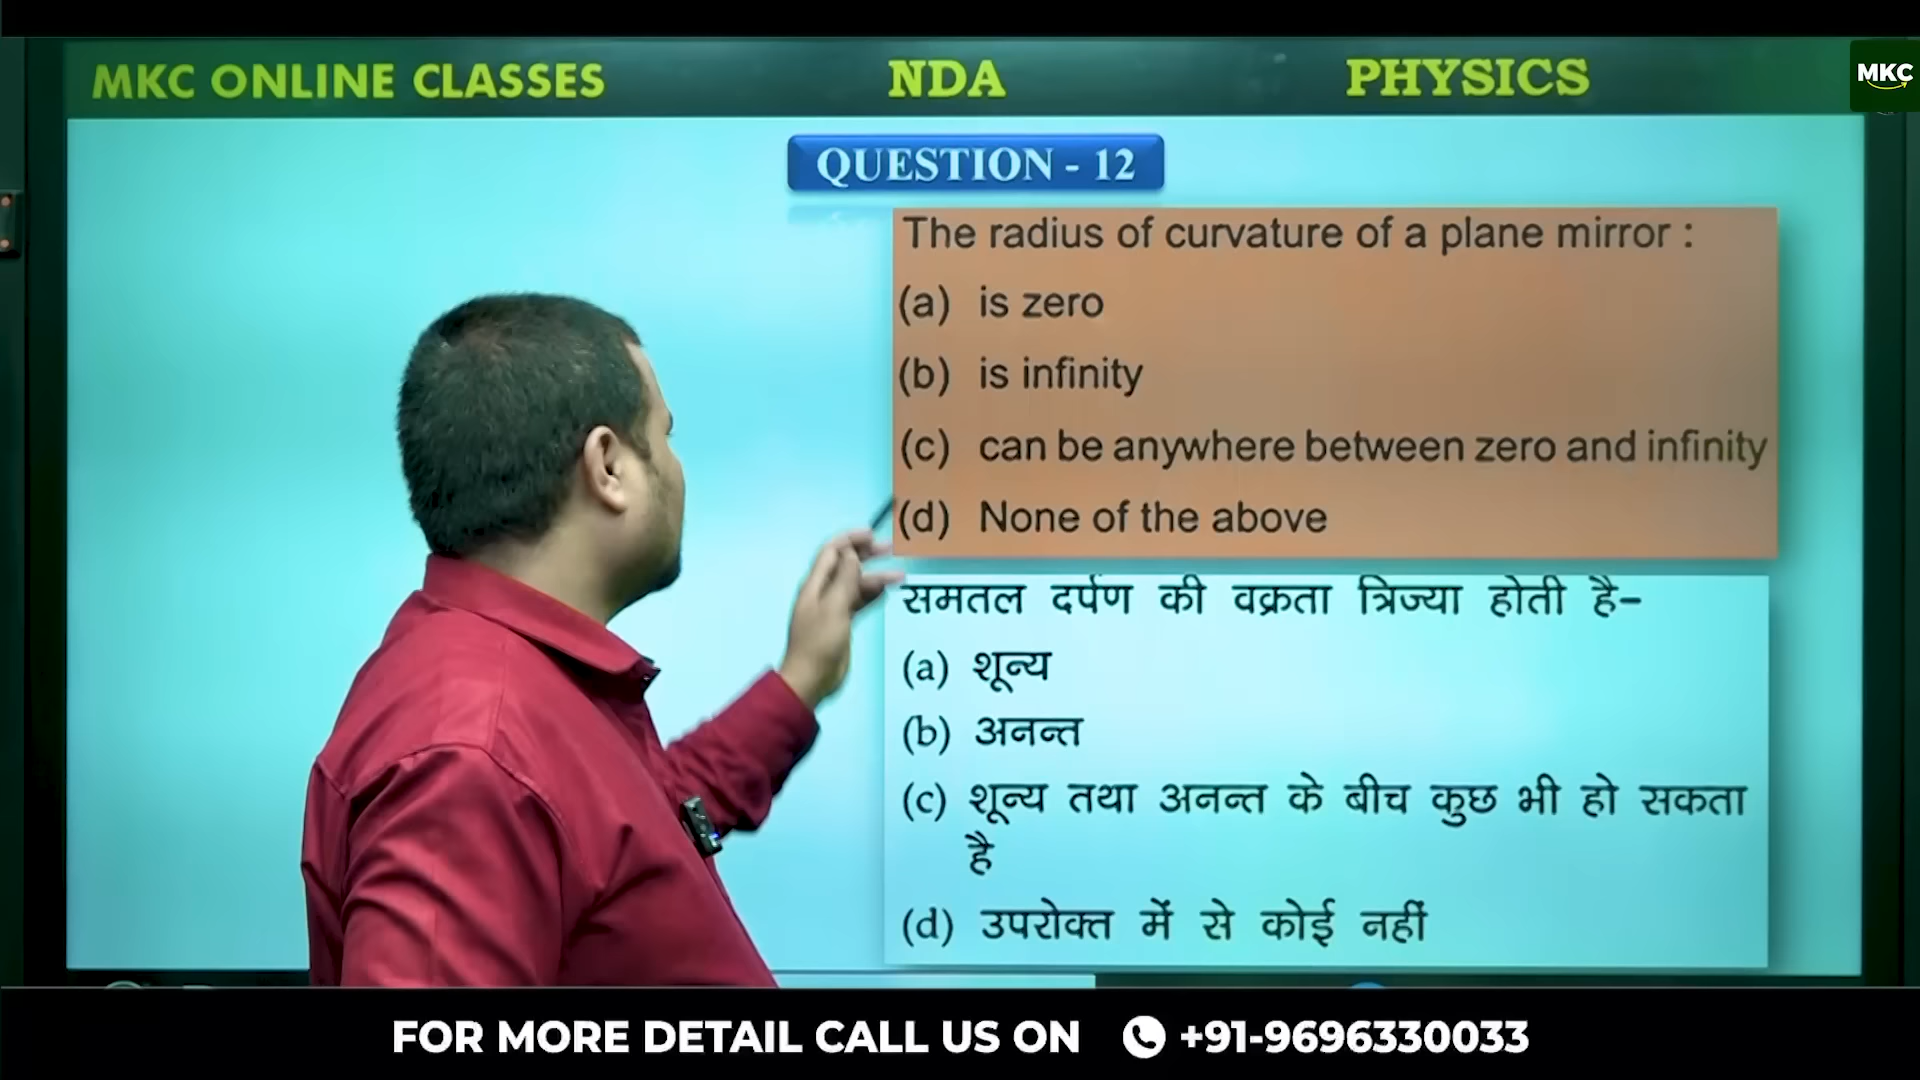 MKC ONLINE CLASSES NDA PHYSICS
MKC
QUESTION - 12
The radius of curvature of a plane mirror :
(a) is zero
(b) is infinity
(c) can be anywhere between zero and infinity
(d) None of the above
समतल दर्पण की वक्रता त्रिज्या होती है–
(a) शून्य
(b) अनन्त
(c) शून्य तथा अनन्त के बीच कुछ भी हो सकता
है
(d) उपरोक्त में से कोई नहीं
FOR MORE DETAIL CALL US ON +91-9696330033